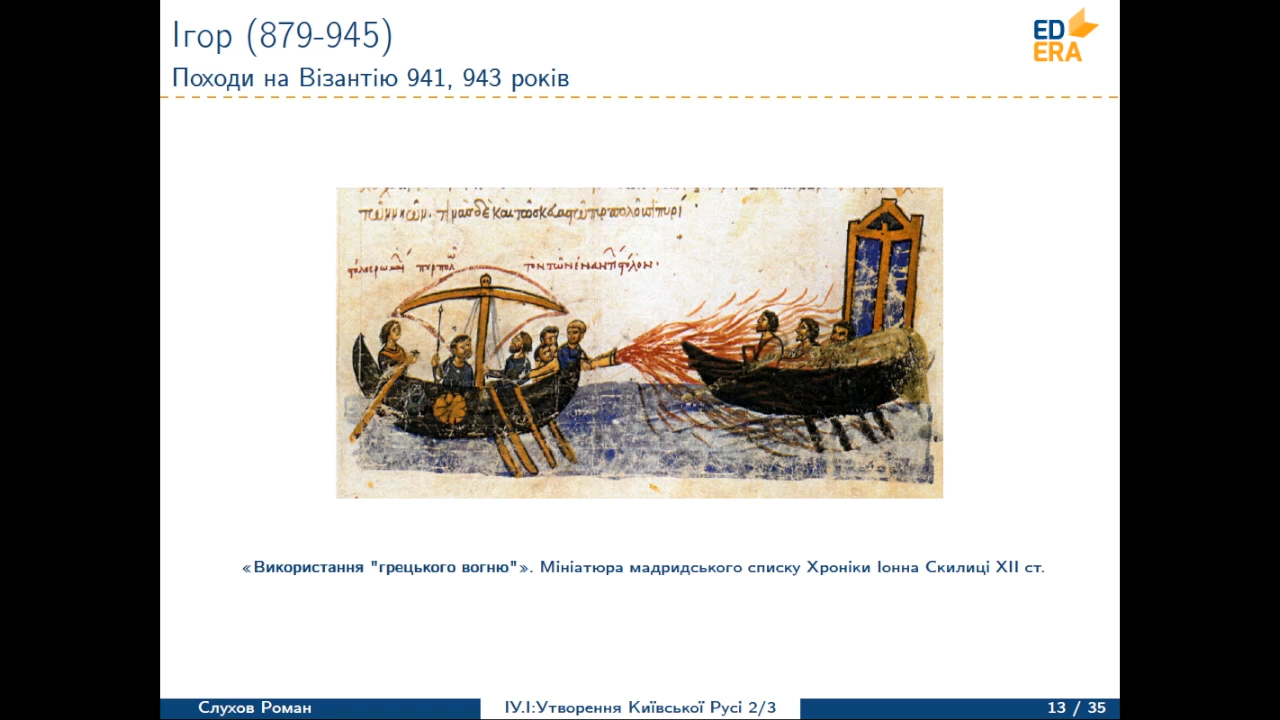 Ігор (879-945)
ED
ERA
Походи на Візантію 941, 943 років
«Використання "грецького вогню"». Мініатюра мадридського списку Хроніки Іонна Скилиці XII ст.
Слухов Роман
ІУ.І:Утворення Київської Русі 2/3
13 / 35